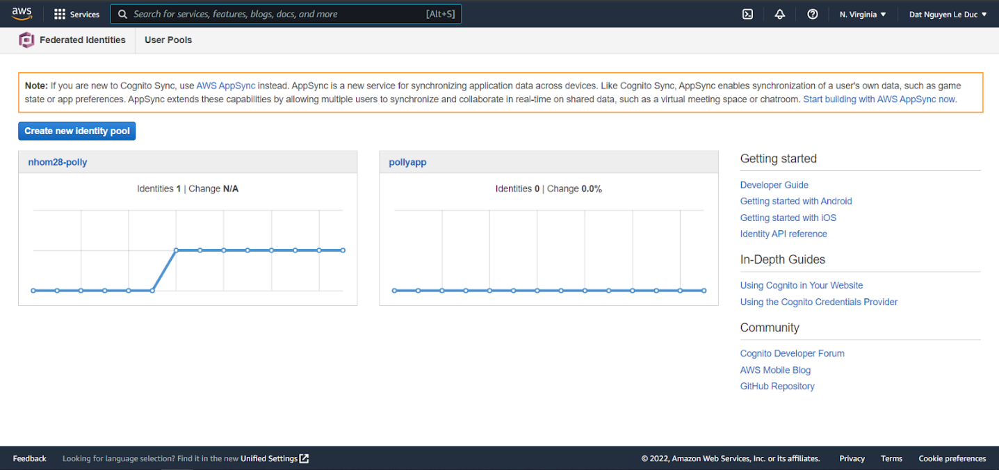 aws Services Search for services, features, blogs, docs, and more [Alt+S] N. Virginia Dat Nguyen Le Duc
Federated Identities User Pools
Note: If you are new to Cognito Sync, use AWS AppSync instead. AppSync is a new service for synchronizing application data across devices. Like Cognito Sync, AppSync enables synchronization of a user's own data, such as game
state or app preferences. AppSync extends these capabilities by allowing multiple users to synchronize and collaborate in real-time on shared data, such as a virtual meeting space or chatroom. Start building with AWS AppSync now.
Create new identity pool
nhom28-polly
Identities 1 | Change N/A
pollyapp
Identities 0 | Change 0.0%
Getting started
Developer Guide
Getting started with Android
Getting started with iOS
Identity API reference
In-Depth Guides
Using Cognito in Your Website
Using the Cognito Credentials Provider
Community
Cognito Developer Forum
AWS Mobile Blog
GitHub Repository
Feedback Looking for language selection? Find it in the new Unified Settings © 2022, Amazon Web Services, Inc. or its affiliates. Privacy Terms Cookie preferences